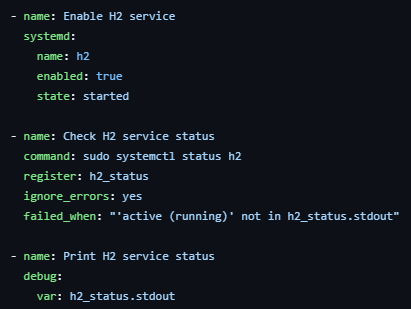 - name: Enable H2 service
  systemd:
    name: h2
    enabled: true
    state: started

- name: Check H2 service status
  command: sudo systemctl status h2
  register: h2_status
  ignore_errors: yes
  failed_when: "'active (running)' not in h2_status.stdout"

- name: Print H2 service status
  debug:
    var: h2_status.stdout